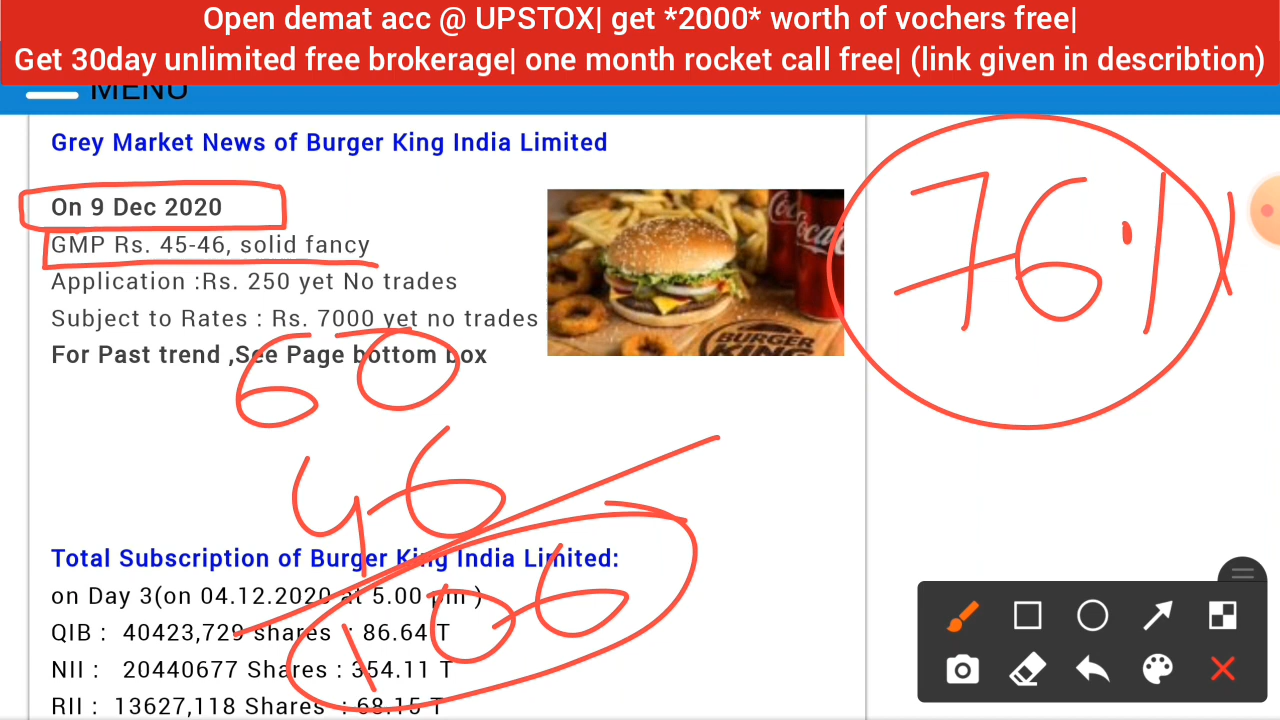 Open demat acc @ UPSTOX| get *2000* worth of vochers free|
Get 30day unlimited free brokerage| one month rocket call free| (link given in describtion)
MENU
Grey Market News of Burger King India Limited
On 9 Dec 2020
GMP Rs. 45-46, solid fancy
Application :Rs. 250 yet No trades
Subject to Rates : Rs. 7000 yet no trades
For Past trend ,See Page bottom box
Coca
Cola
BURGER
KING
76%
60
46
106
Total Subscription of Burger King India Limited:
on Day 3(on 04.12.2020 at 5.00 pm )
QIB : 40423,729 shares : 86.64 T
NII : 20440677 Shares : 354.11 T
RII : 13627,118 Shares : 68.15 T